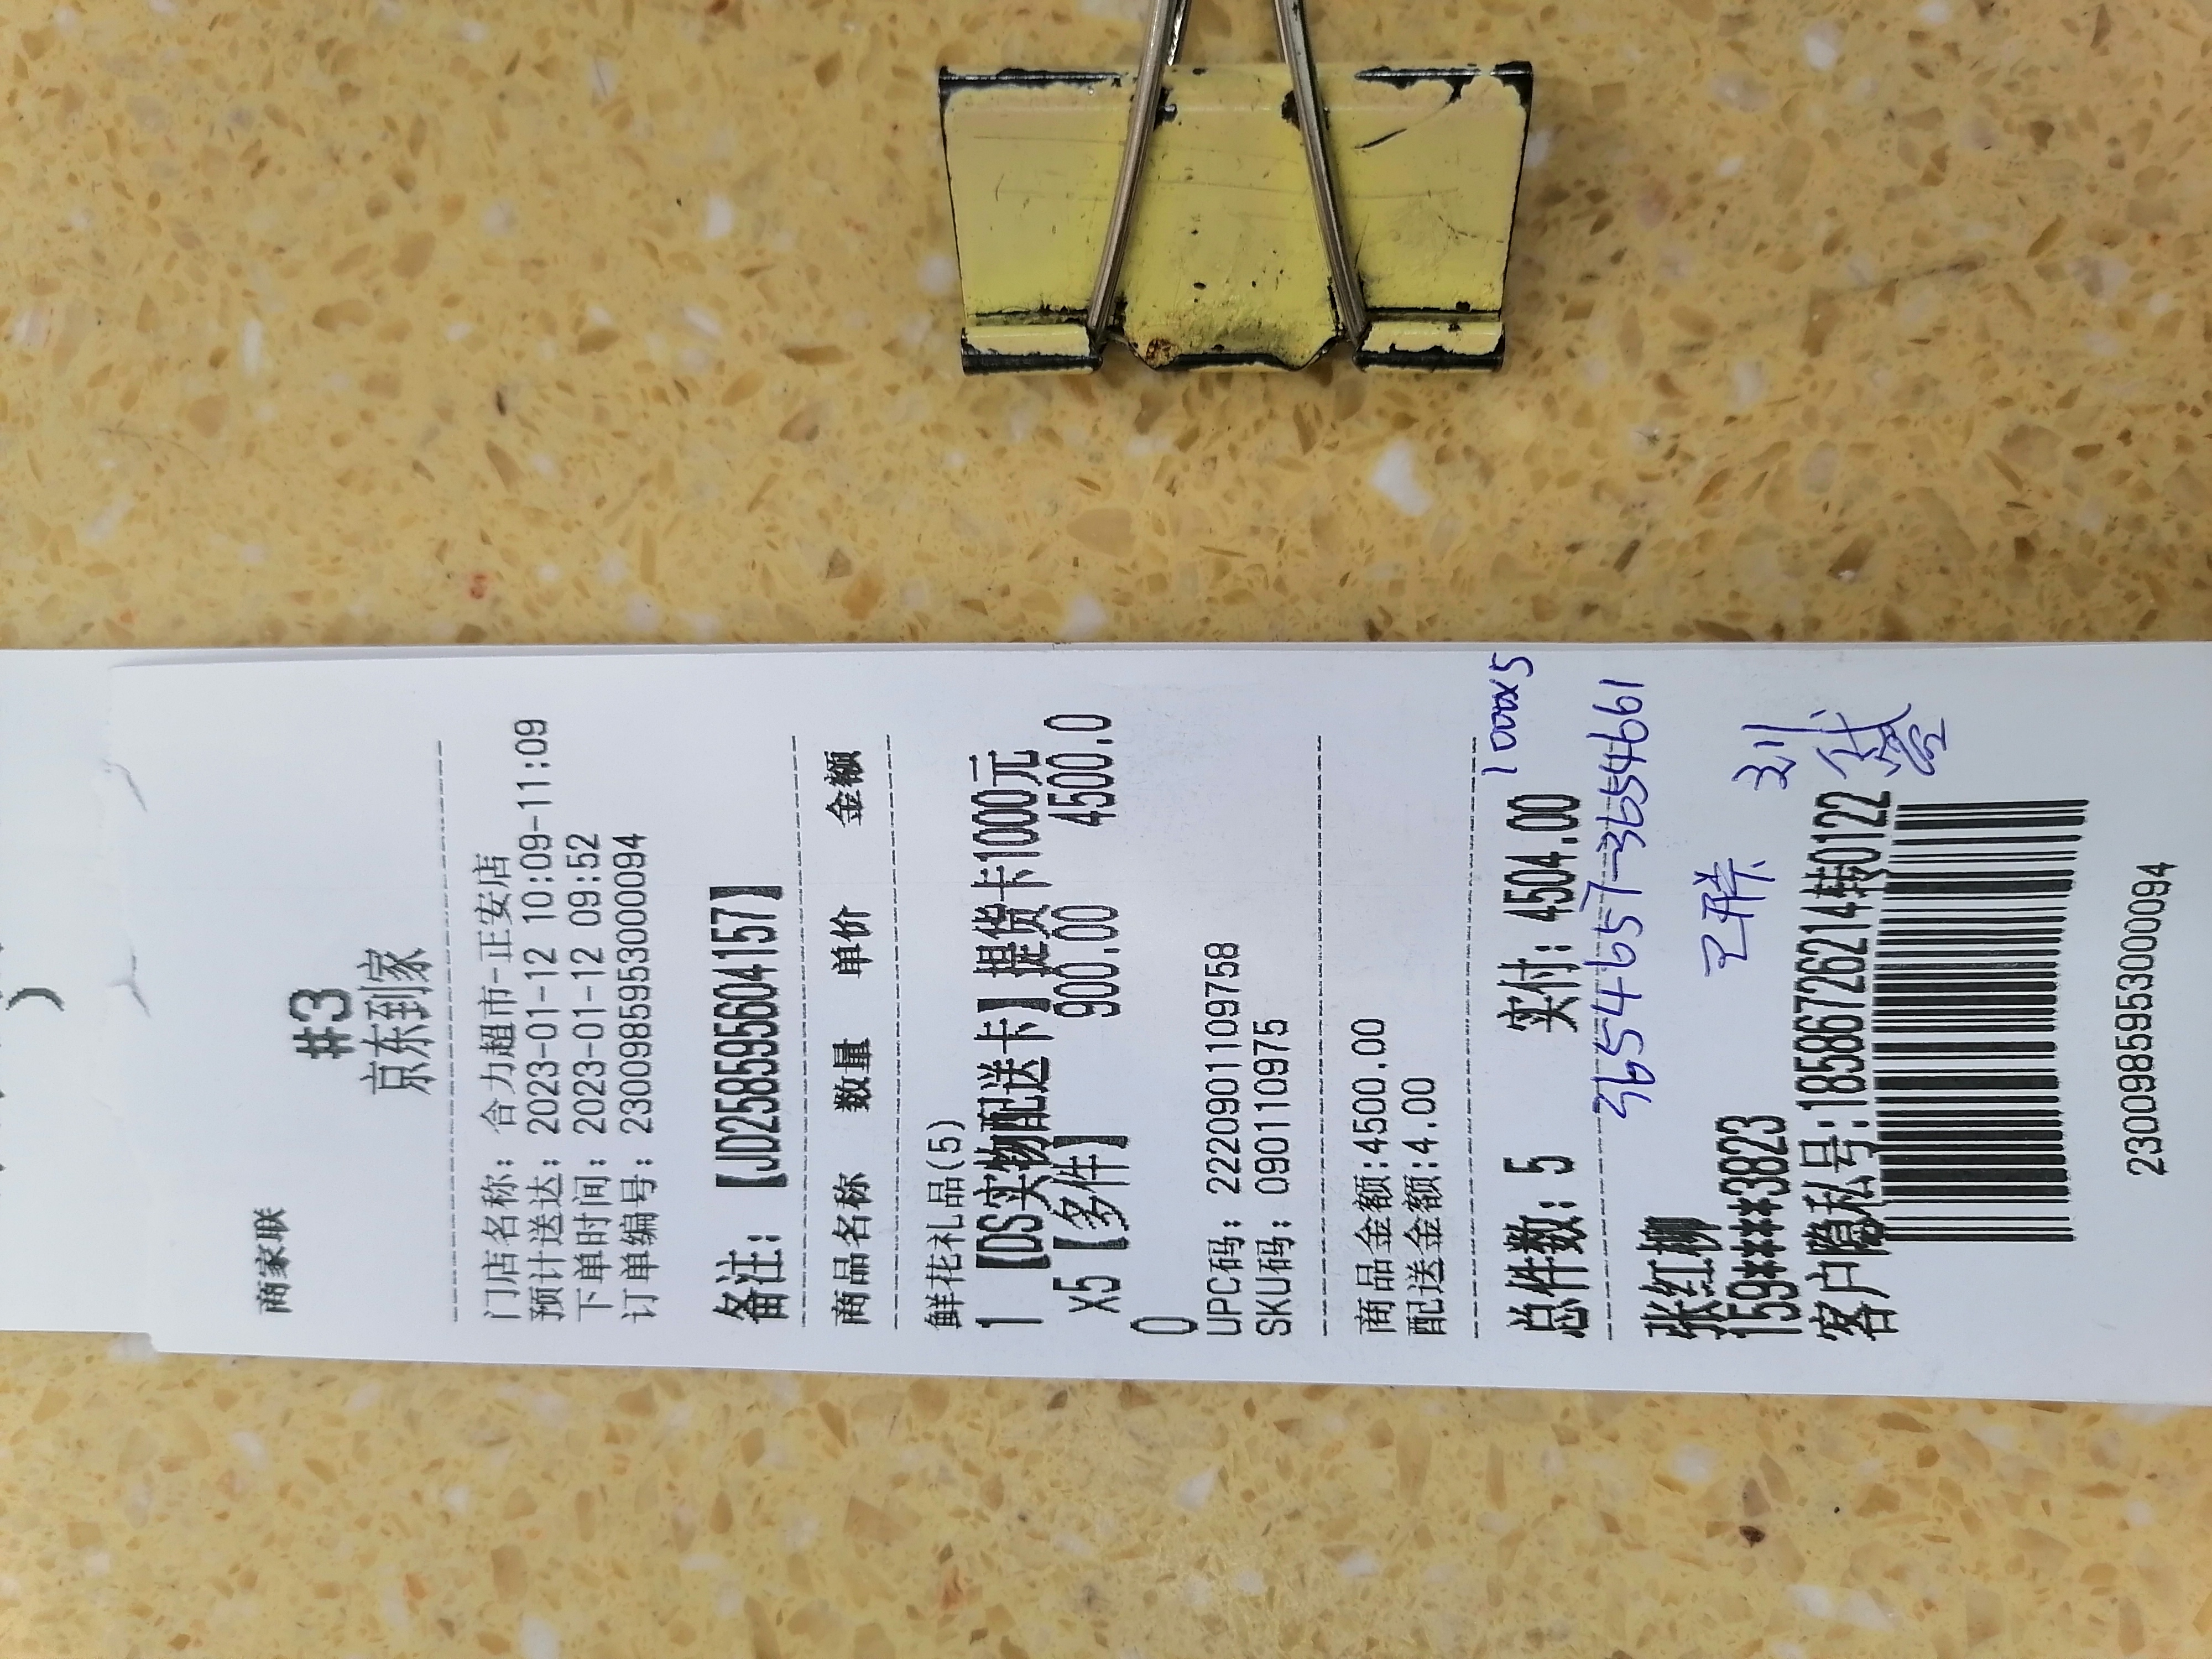 商家联
#3
京东到家
门店名称：合力超市-正安店
预计送达：2023-01-12 10:09-11:09
下单时间：2023-01-12 09:52
订单编号：2300985953000094
备注：【JD258595604157】
商品名称 数量 单价 金额
鲜花礼品(5)
1 【DS实物配送卡】提货卡1000元
x5【多件】 900.00 4500.0
0
UPC码：2220901109758
SKU码：090110975
商品金额:4500.00
配送金额:4.00
1000x5
总件数：5 实付：4504.00
3654657-3654661
张红柳
159****3823
客户隐私号:18586726214转0122
2300985953000094